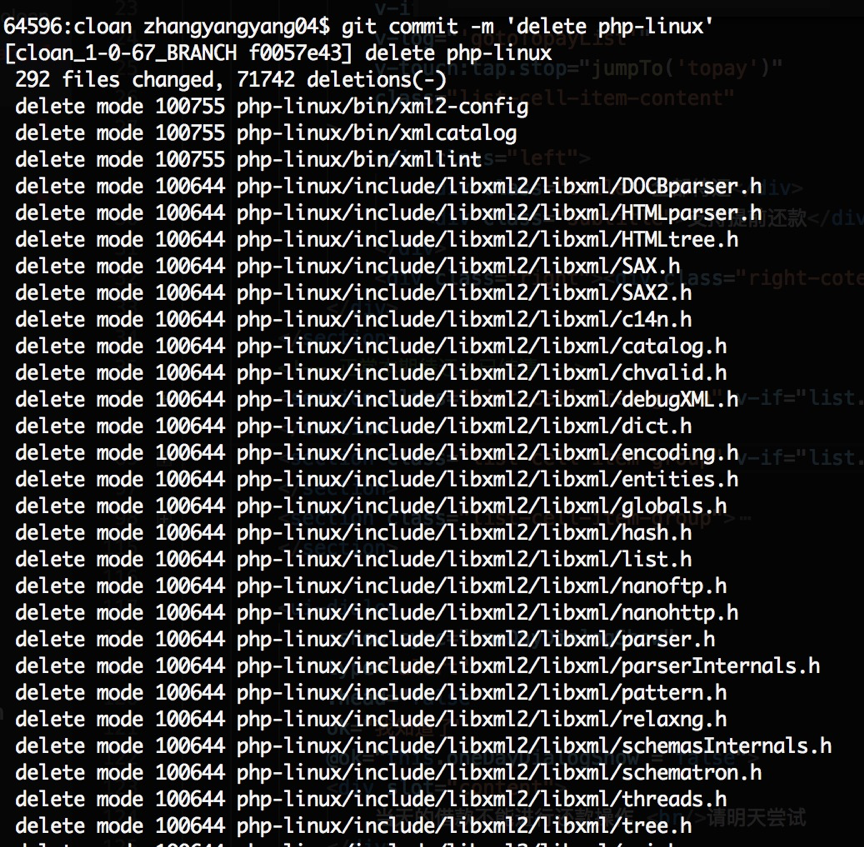 64596:cloan zhangyangyang04$ git commit -m 'delete php-linux'
[cloan_1-0-67_BRANCH f0057e43] delete php-linux
292 files changed, 71742 deletions(-)
delete mode 100755 php-linux/bin/xml2-config
delete mode 100755 php-linux/bin/xmlcatalog
delete mode 100755 php-linux/bin/xmllint
delete mode 100644 php-linux/include/libxml2/libxml/DOCBparser.h
delete mode 100644 php-linux/include/libxml2/libxml/HTMLparser.h
delete mode 100644 php-linux/include/libxml2/libxml/HTMLtree.h
delete mode 100644 php-linux/include/libxml2/libxml/SAX.h
delete mode 100644 php-linux/include/libxml2/libxml/SAX2.h
delete mode 100644 php-linux/include/libxml2/libxml/c14n.h
delete mode 100644 php-linux/include/libxml2/libxml/catalog.h
delete mode 100644 php-linux/include/libxml2/libxml/chvalid.h
delete mode 100644 php-linux/include/libxml2/libxml/debugXML.h
delete mode 100644 php-linux/include/libxml2/libxml/dict.h
delete mode 100644 php-linux/include/libxml2/libxml/encoding.h
delete mode 100644 php-linux/include/libxml2/libxml/entities.h
delete mode 100644 php-linux/include/libxml2/libxml/globals.h
delete mode 100644 php-linux/include/libxml2/libxml/hash.h
delete mode 100644 php-linux/include/libxml2/libxml/list.h
delete mode 100644 php-linux/include/libxml2/libxml/nanoftp.h
delete mode 100644 php-linux/include/libxml2/libxml/nanohttp.h
delete mode 100644 php-linux/include/libxml2/libxml/parser.h
delete mode 100644 php-linux/include/libxml2/libxml/parserInternals.h
delete mode 100644 php-linux/include/libxml2/libxml/pattern.h
delete mode 100644 php-linux/include/libxml2/libxml/relaxng.h
delete mode 100644 php-linux/include/libxml2/libxml/schemasInternals.h
delete mode 100644 php-linux/include/libxml2/libxml/schematron.h
delete mode 100644 php-linux/include/libxml2/libxml/threads.h
delete mode 100644 php-linux/include/libxml2/libxml/tree.h